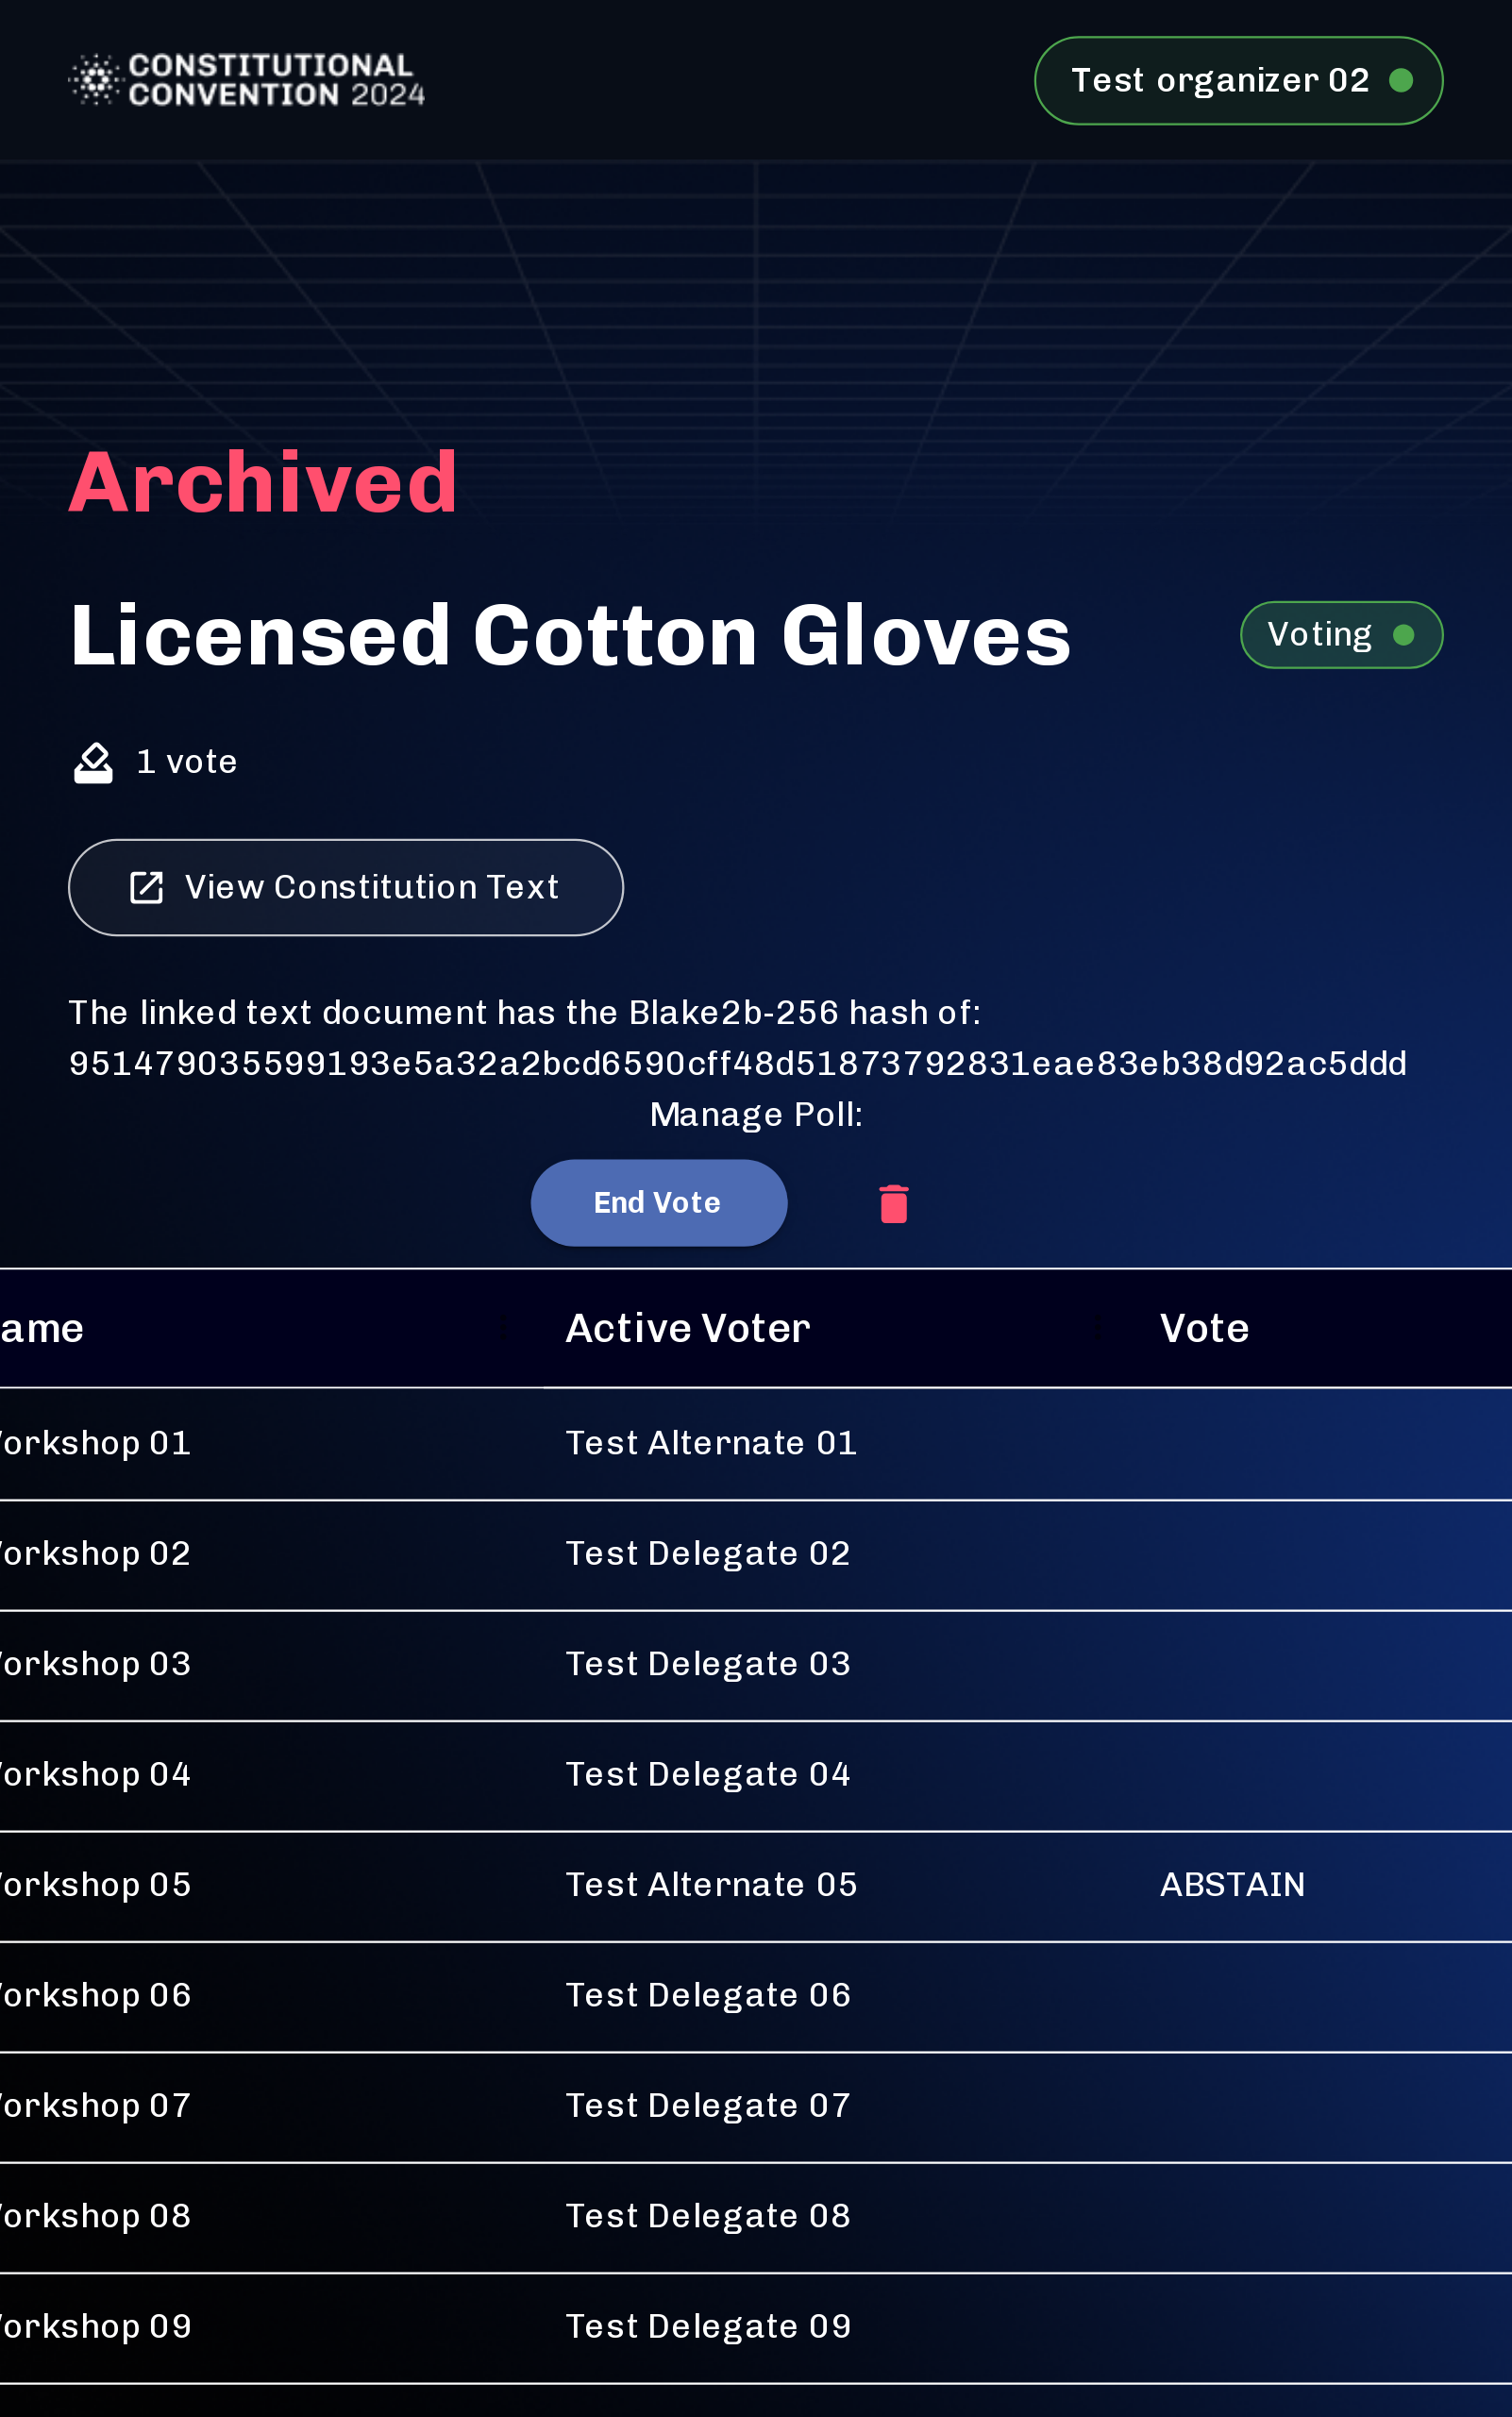 CONSTITUTIONAL
CONVENTION 2024
Test organizer 02
Archived
Licensed Cotton Gloves
Voting
1 vote
View Constitution Text
The linked text document has the Blake2b-256 hash of:
951479035599193e5a32a2bcd6590cff48d51873792831eae83eb38d92ac5ddd
Manage Poll:
End Vote
ame Active Voter Vote
orkshop 01 Test Alternate 01
orkshop 02 Test Delegate 02
orkshop 03 Test Delegate 03
orkshop 04 Test Delegate 04
orkshop 05 Test Alternate 05 ABSTAIN
orkshop 06 Test Delegate 06
orkshop 07 Test Delegate 07
orkshop 08 Test Delegate 08
orkshop 09 Test Delegate 09